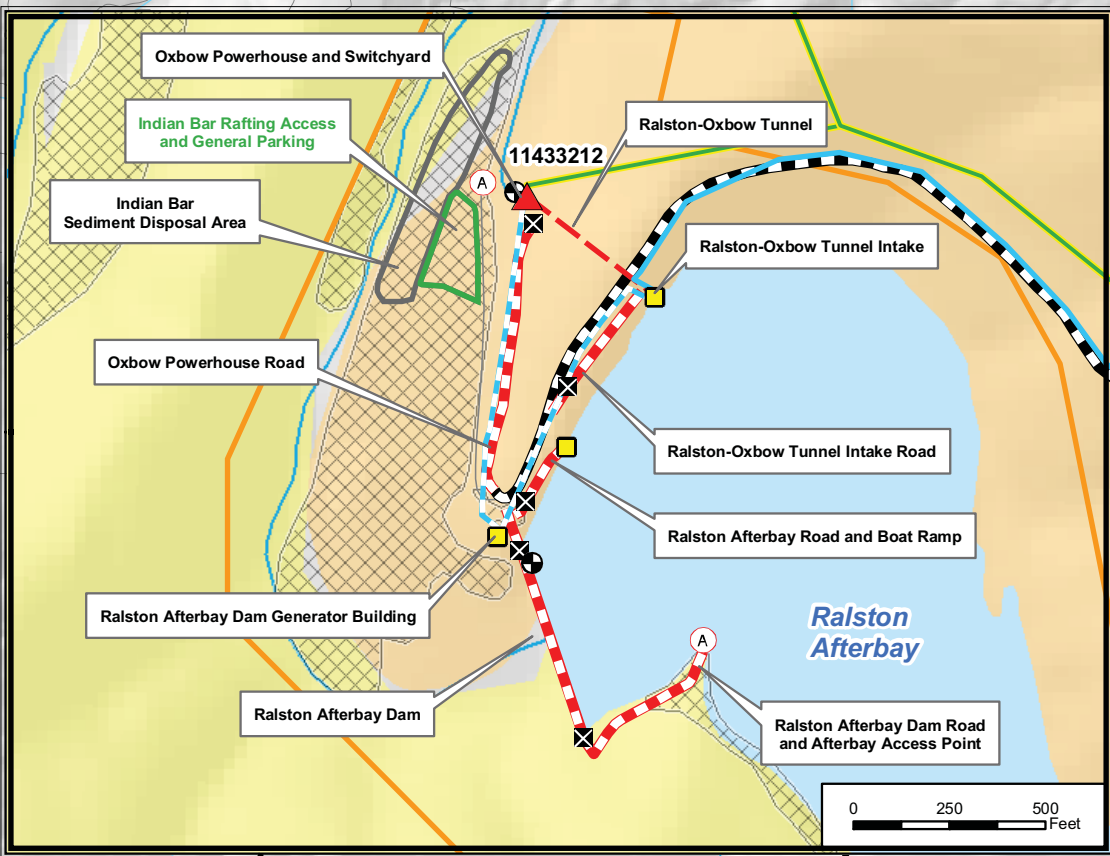 Oxbow Powerhouse and Switchyard
Indian Bar Rafting Access
and General Parking
Ralston-Oxbow Tunnel
11433212
A
Indian Bar
Sediment Disposal Area
Ralston-Oxbow Tunnel Intake
Oxbow Powerhouse Road
Ralston-Oxbow Tunnel Intake Road
Ralston Afterbay Road and Boat Ramp
Ralston Afterbay Dam Generator Building
Ralston
Afterbay
A
Ralston Afterbay Dam
Ralston Afterbay Dam Road
and Afterbay Access Point
0 250 500
Feet